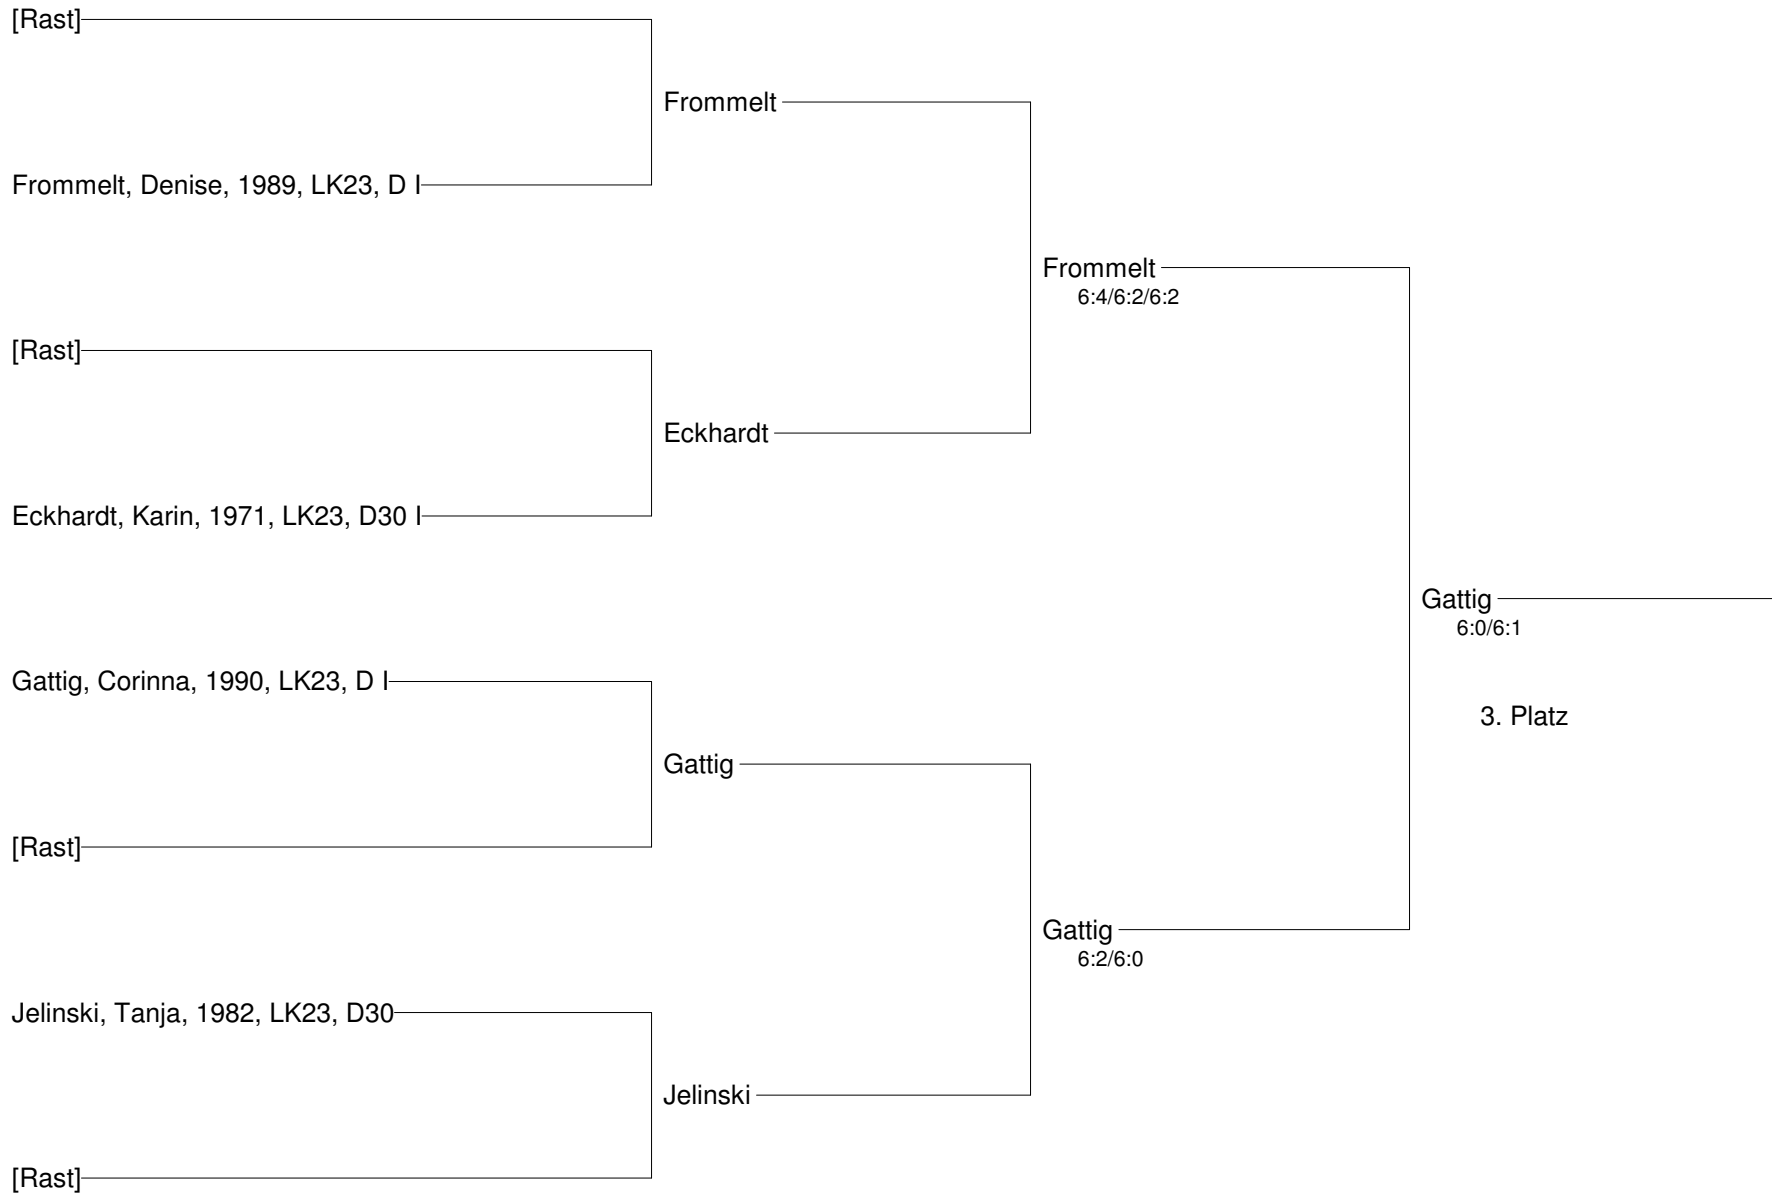 [Rast]
Frommelt
Frommelt, Denise, 1989, LK23, D I
Frommelt
6:4/6:2/6:2
[Rast]
Eckhardt
Eckhardt, Karin, 1971, LK23, D30 I
Gattig
6:0/6:1
Gattig, Corinna, 1990, LK23, D I
3. Platz
Gattig
[Rast]
Gattig
6:2/6:0
Jelinski, Tanja, 1982, LK23, D30
Jelinski
[Rast]